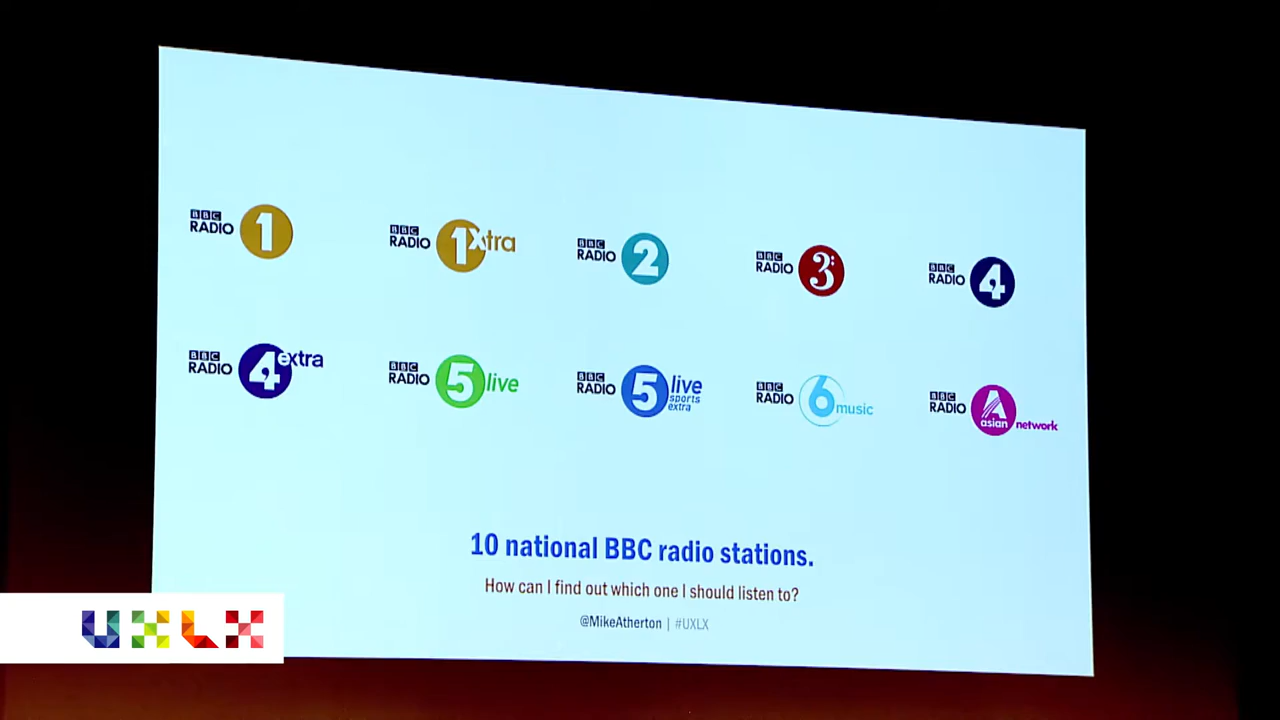 BBC RADIO 1
BBC RADIO 1Xtra
BBC RADIO 2
BBC RADIO 3
BBC RADIO 4
BBC RADIO 4 extra
BBC RADIO 5 live
BBC RADIO 5 live sports extra
BBC RADIO 6 music
BBC RADIO A asian network
10 national BBC radio stations.
How can I find out which one I should listen to?
@MikeAtherton | #UXLX
UXLX